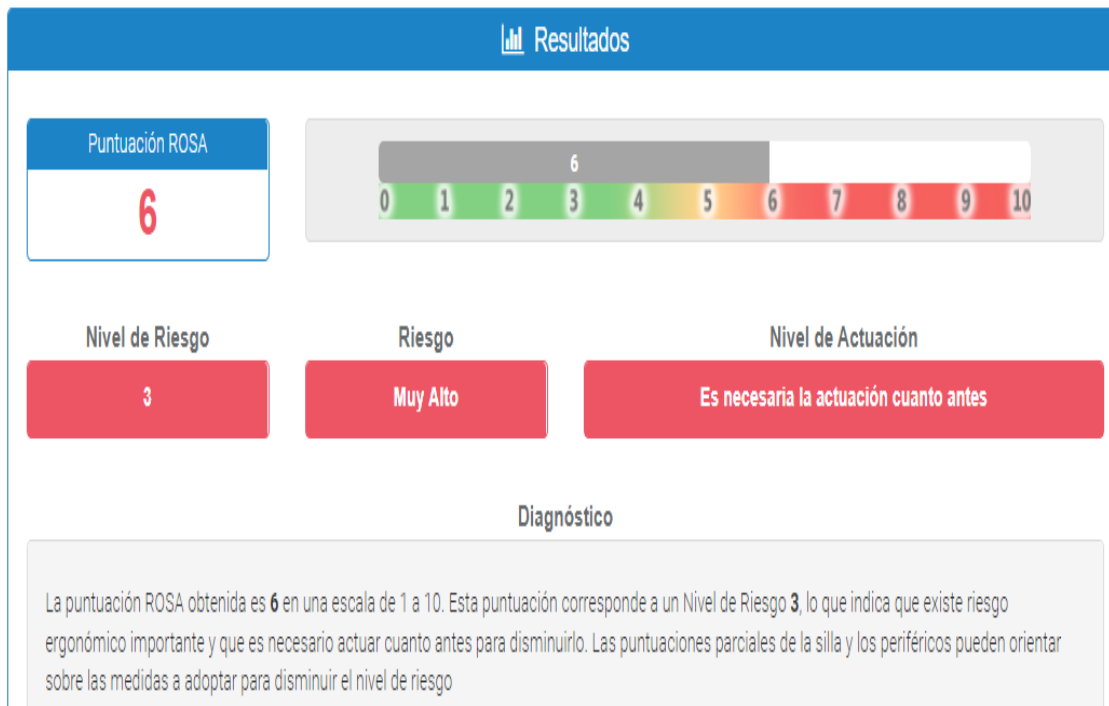 Resultados
Puntuación ROSA
6
6
0 1 2 3 4 5 6 7 8 9 10
Nivel de Riesgo
Riesgo
Nivel de Actuación
3
Muy Alto
Es necesaria la actuación cuanto antes
Diagnóstico
La puntuación ROSA obtenida es 6 en una escala de 1 a 10. Esta puntuación corresponde a un Nivel de Riesgo 3, lo que indica que existe riesgo
ergonómico importante y que es necesario actuar cuanto antes para disminuirlo. Las puntuaciones parciales de la silla y los periféricos pueden orientar
sobre las medidas a adoptar para disminuir el nivel de riesgo